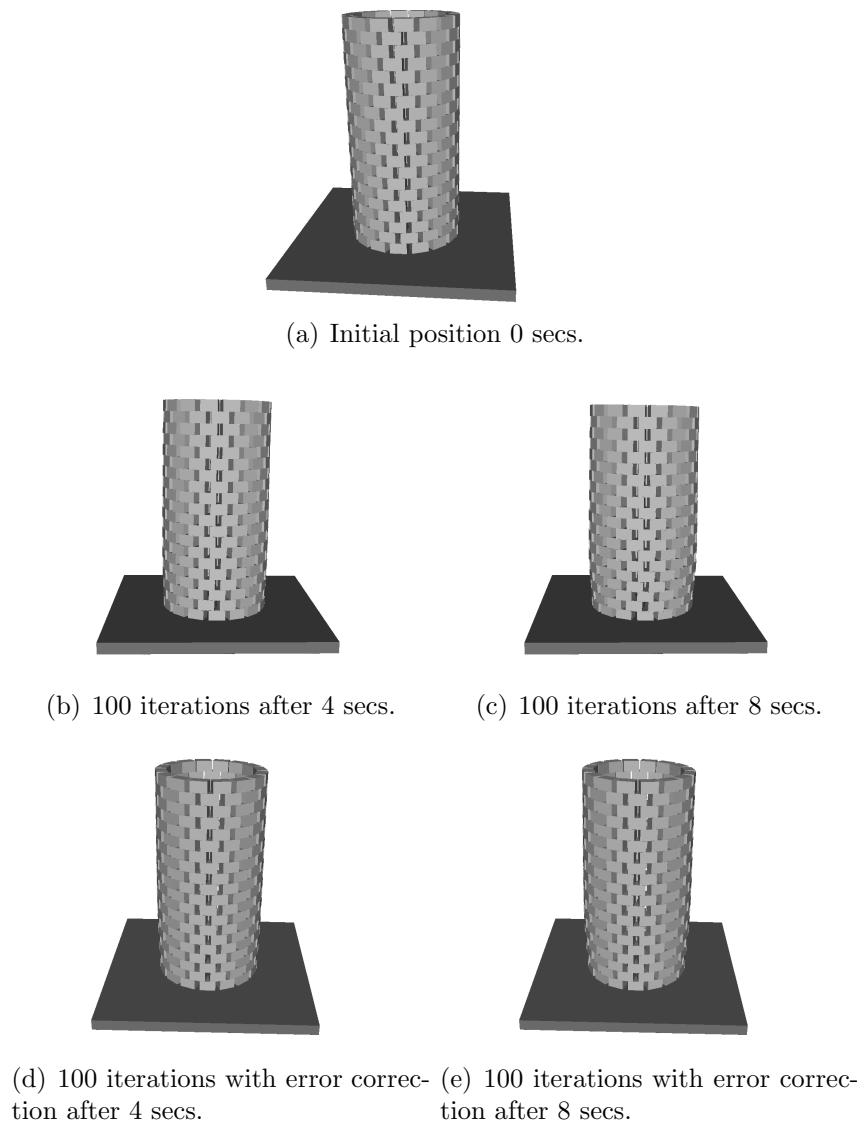 (a) Initial position 0 secs.
(b) 100 iterations after 4 secs.
(c) 100 iterations after 8 secs.
(d) 100 iterations with error correc-
tion after 4 secs.
(e) 100 iterations with error correc-
tion after 8 secs.